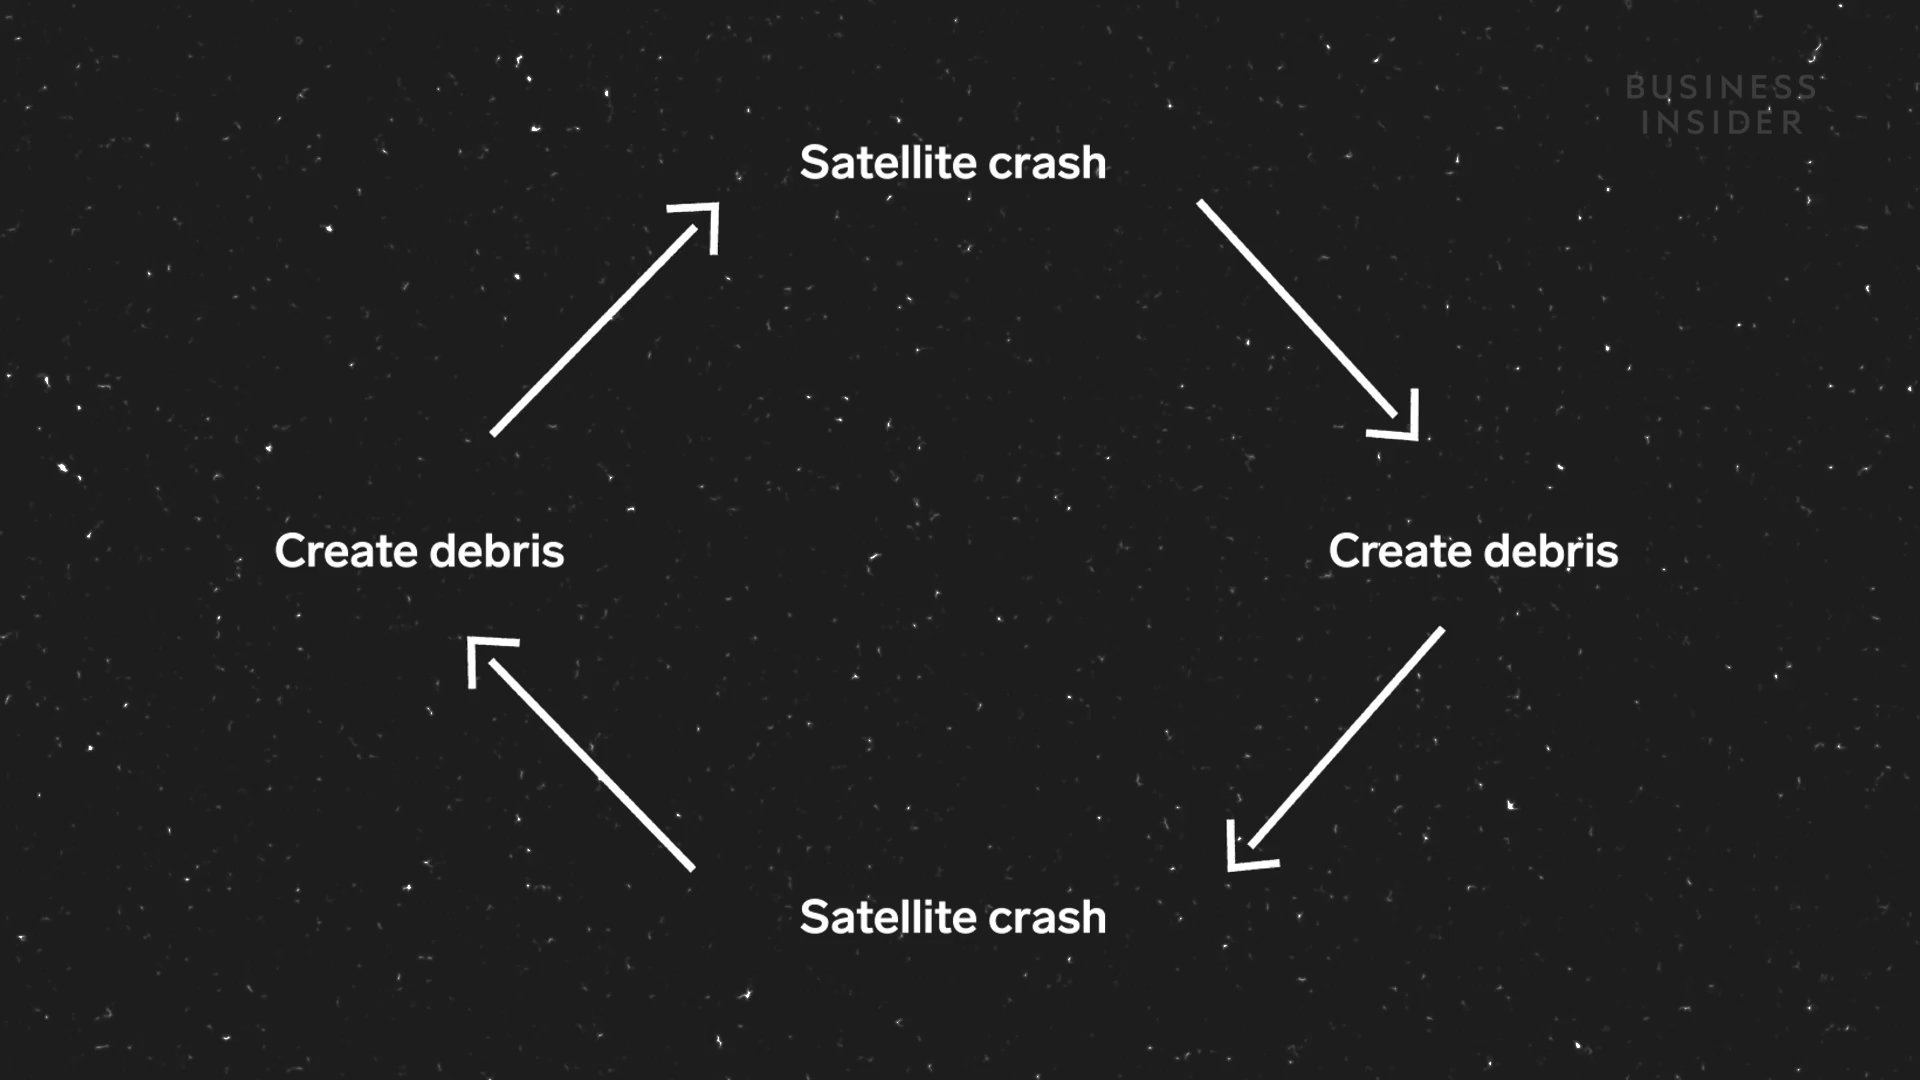 BUSINESS
INSIDER
Satellite crash
Create debris
Create debris
Satellite crash